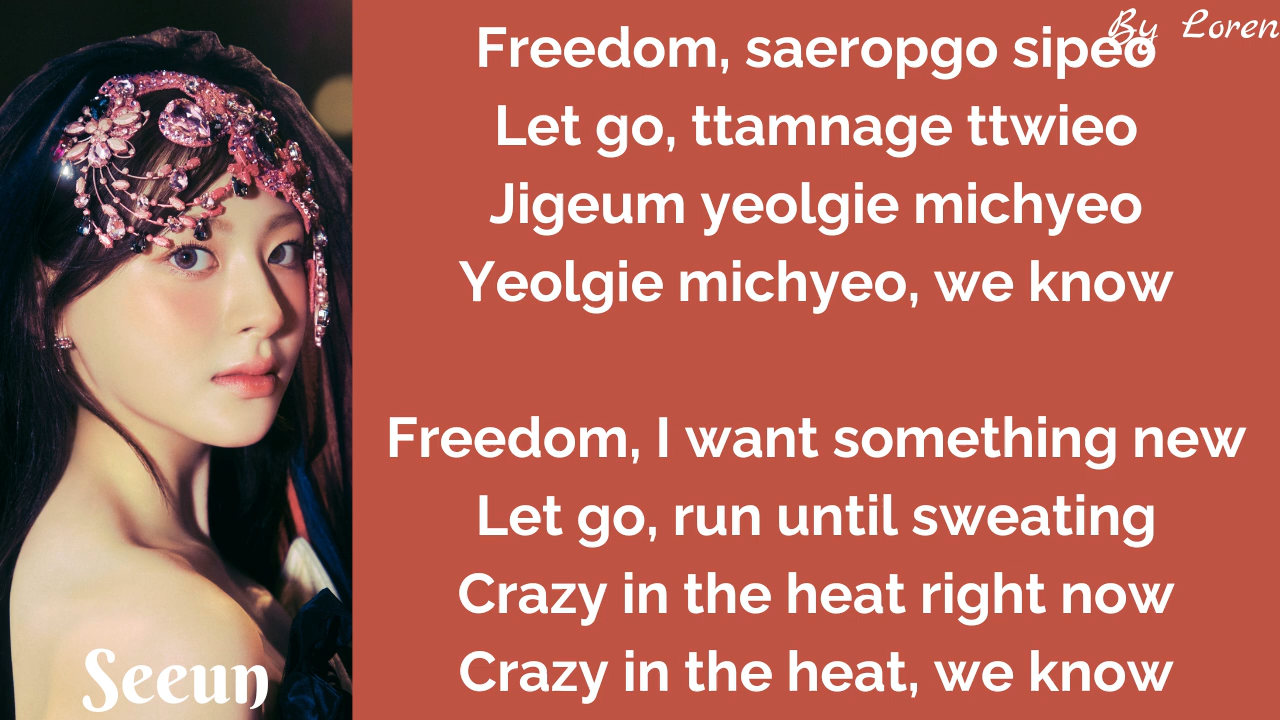 By Loren
Freedom, saeropgo sipeo
Let go, ttamnage ttwieo
Jigeum yeolgie michyeo
Yeolgie michyeo, we know
Freedom, I want something new
Let go, run until sweating
Crazy in the heat right now
Crazy in the heat, we know
Seeun